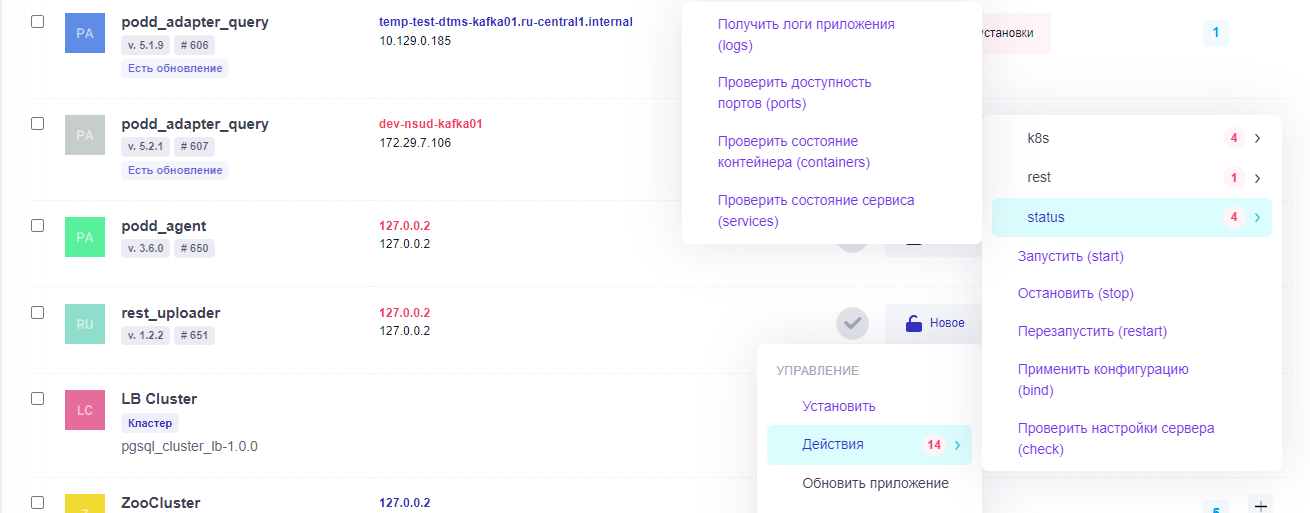 PA
podd_adapter_query
v. 5.1.9
# 606
Есть обновление
temp-test-dtms-kafka01.ru-central1.internal
10.129.0.185
установки
1
PA
podd_adapter_query
v. 5.2.1
# 607
Есть обновление
dev-nsud-kafka01
172.29.7.106
PA
podd_agent
v. 3.6.0
# 650
127.0.0.2
127.0.0.2
RU
rest_uploader
v. 1.2.2
# 651
127.0.0.2
127.0.0.2
Новое
LC
LB Cluster
Кластер
pgsql_cluster_lb-1.0.0
ZooCluster
127.0.0.2
5
Получить логи приложения
(logs)
Проверить доступность
портов (ports)
Проверить состояние
контейнера (containers)
Проверить состояние сервиса
(services)
k8s 4
rest 1
status 4
Запустить (start)
Остановить (stop)
Перезапустить (restart)
Применить конфигурацию
(bind)
Проверить настройки сервера
(check)
УПРАВЛЕНИЕ
Установить
Действия 14
Обновить приложение